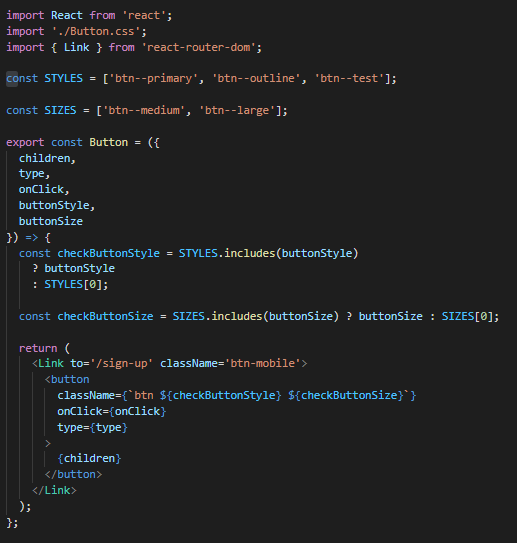 import React from 'react';
import './Button.css';
import { Link } from 'react-router-dom';
const STYLES = ['btn--primary', 'btn--outline', 'btn--test'];
const SIZES = ['btn--medium', 'btn--large'];
export const Button = ({
  children,
  type,
  onClick,
  buttonStyle,
  buttonSize
}) => {
  const checkButtonStyle = STYLES.includes(buttonStyle)
    ? buttonStyle
    : STYLES[0];
  const checkButtonSize = SIZES.includes(buttonSize) ? buttonSize : SIZES[0];
  return (
    <Link to='/sign-up' className='btn-mobile'>
      <button
        className={`btn ${checkButtonStyle} ${checkButtonSize}`}
        onClick={onClick}
        type={type}
      >
        {children}
      </button>
    </Link>
  );
};